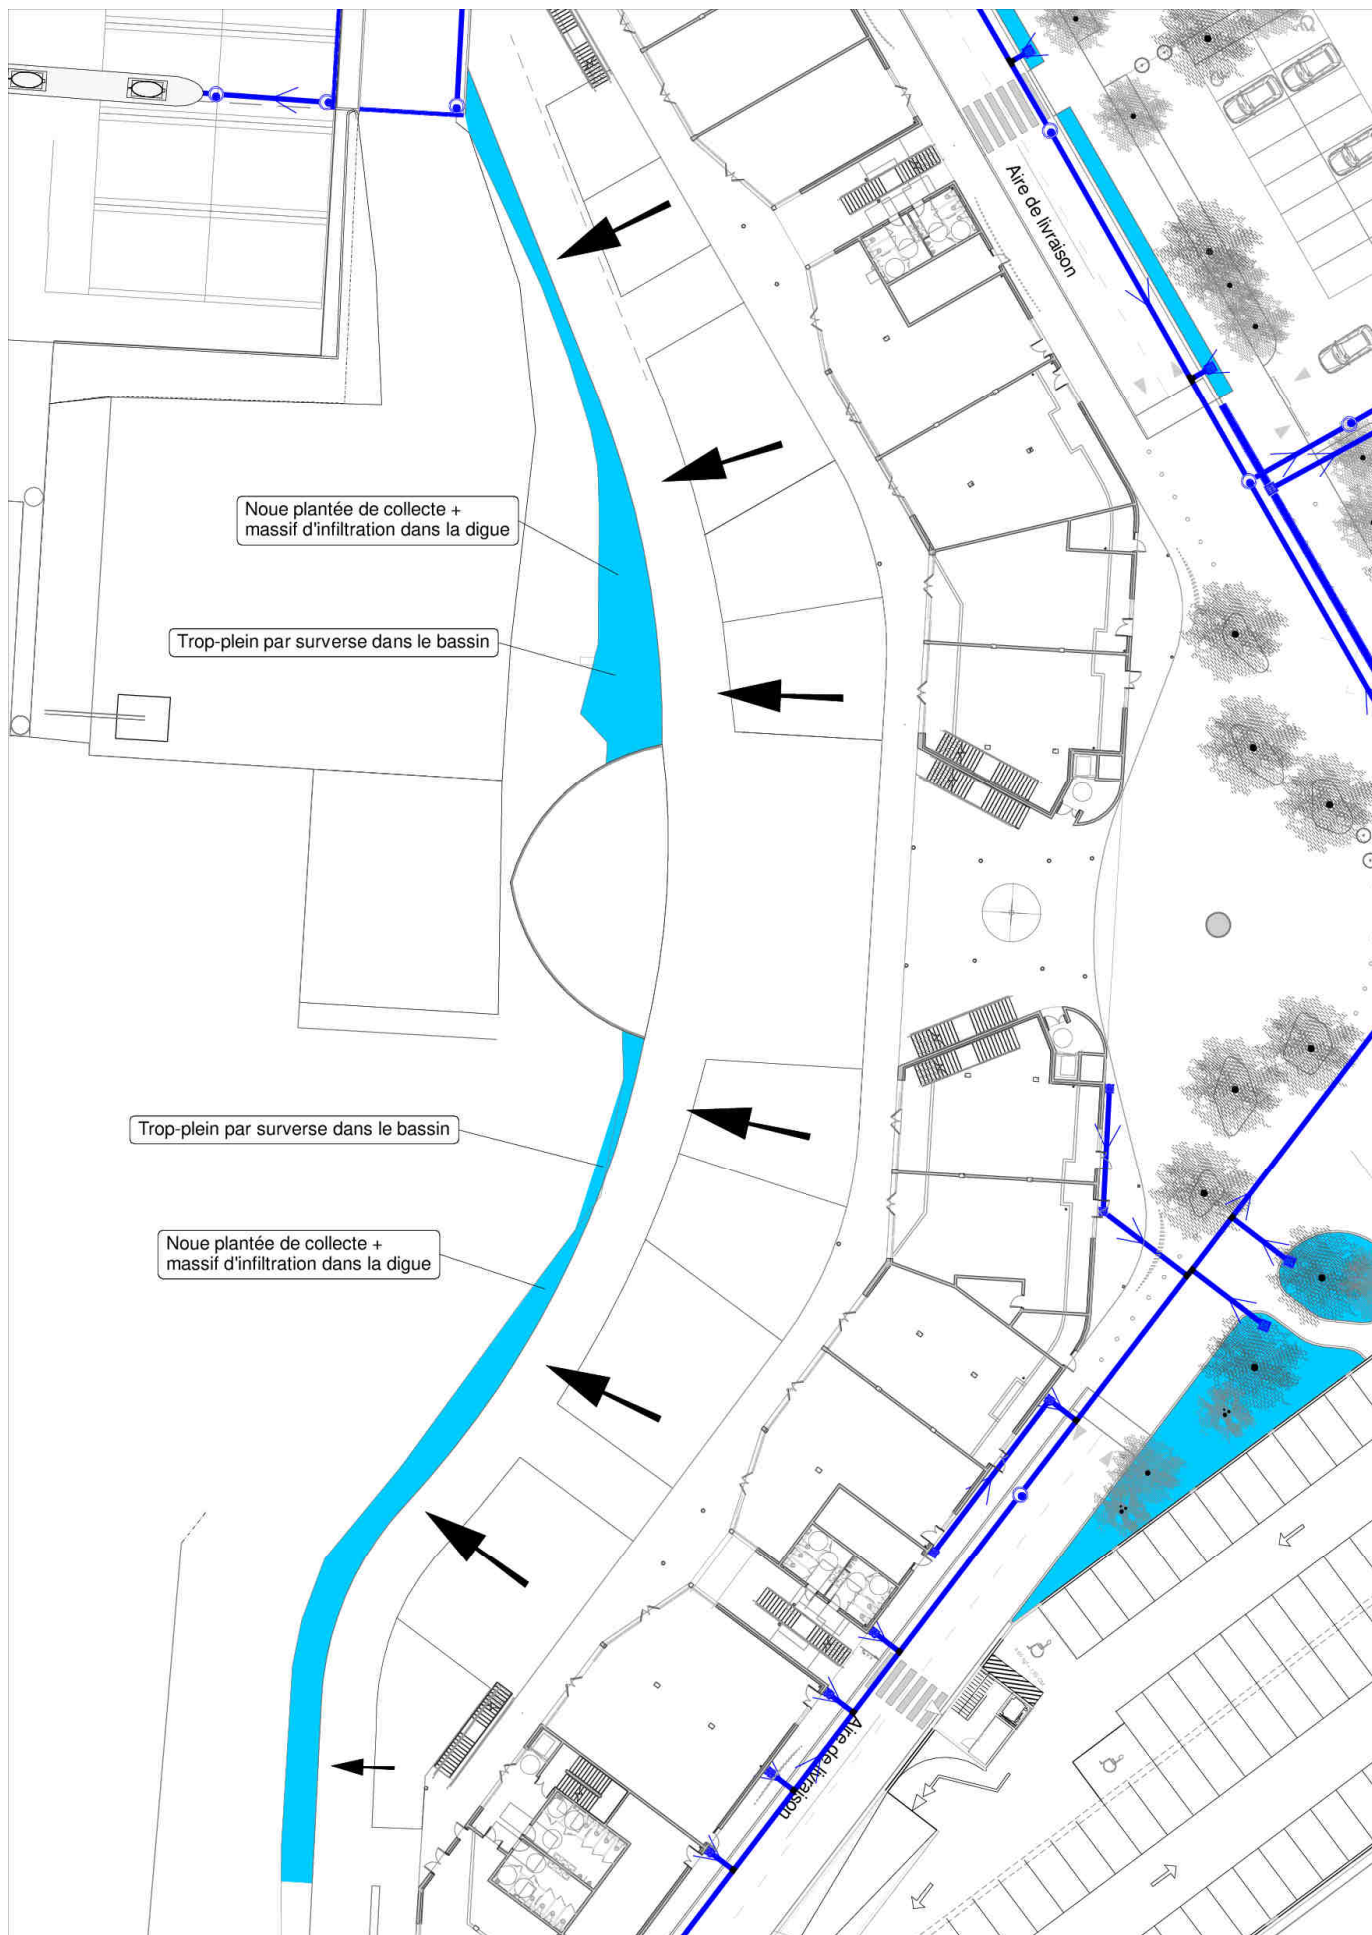 Aire de livraison
Noue plantée de collecte +
massif d'infiltration dans la digue
Trop-plein par surverse dans le bassin
Trop-plein par surverse dans le bassin
Noue plantée de collecte +
massif d'infiltration dans la digue
Aire de livraison